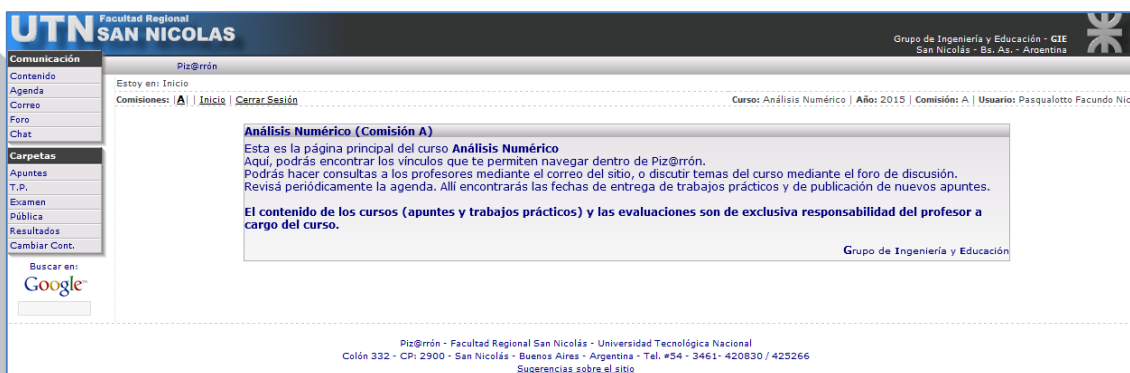 UTN Facultad Regional
SAN NICOLAS
Grupo de Ingeniería y Educación - GIE
San Nicolás - Bs. As. - Argentina
Piz@rrón
Comunicación
Contenido
Agenda
Correo
Foro
Chat
Carpetas
Apuntes
T.P.
Examen
Pública
Resultados
Cambiar Cont.
Buscar en:
Google™
Estoy en: Inicio
Comisiones: |A| | Inicio | Cerrar Sesión
Curso: Análisis Numérico | Año: 2015 | Comisión: A | Usuario: Pasqualotto Facundo Nic
Análisis Numérico (Comisión A)
Esta es la página principal del curso Análisis Numérico
Aquí, podrás encontrar los vínculos que te permiten navegar dentro de Piz@rrón.
Podrás hacer consultas a los profesores mediante el correo del sitio, o discutir temas del curso mediante el foro de discusión.
Revisá periódicamente la agenda. Allí encontrarás las fechas de entrega de trabajos prácticos y de publicación de nuevos apuntes.
El contenido de los cursos (apuntes y trabajos prácticos) y las evaluaciones son de exclusiva responsabilidad del profesor a
cargo del curso.
Grupo de Ingeniería y Educación
Piz@rrón - Facultad Regional San Nicolás - Universidad Tecnológica Nacional
Colón 332 - CP: 2900 - San Nicolás - Buenos Aires - Argentina - Tel. #54 - 3461- 420830 / 425266
Sugerencias sobre el sitio